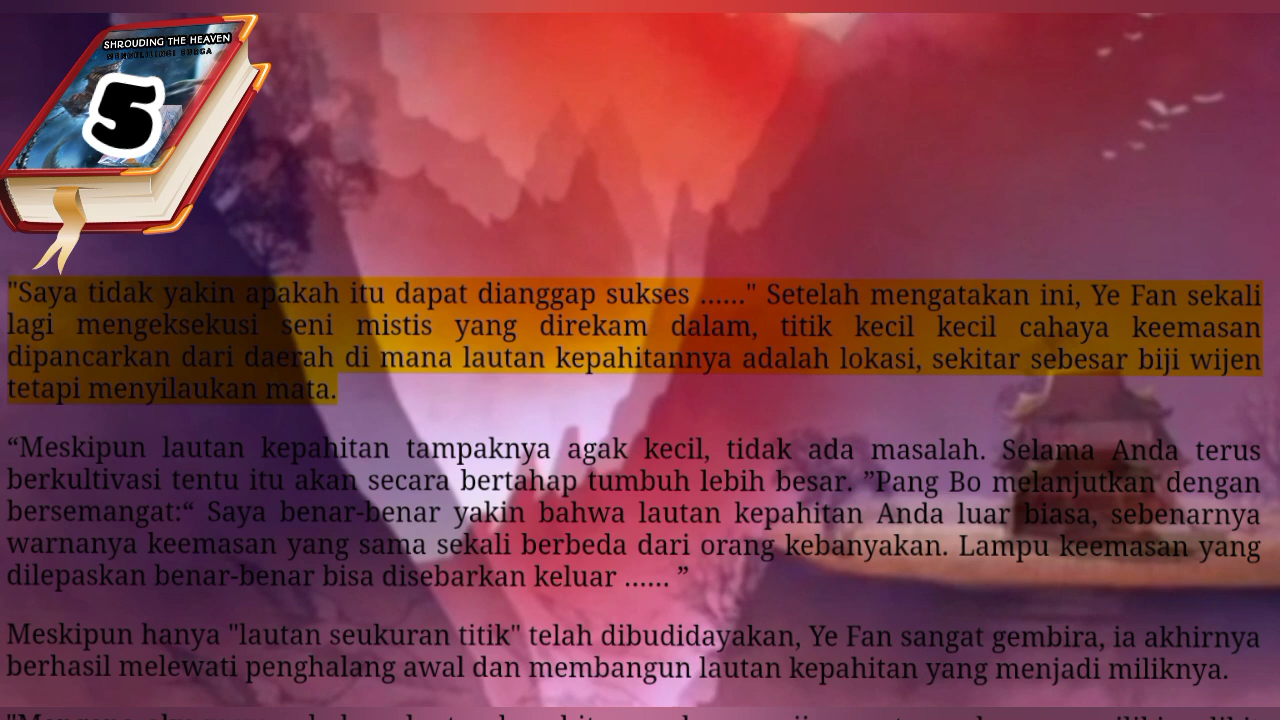 SHROUDING THE HEAVEN
MENGELILINGI SURGA
5
"Saya tidak yakin apakah itu dapat dianggap sukses ......" Setelah mengatakan ini, Ye Fan sekali
lagi mengeksekusi seni mistis yang direkam dalam, titik kecil kecil cahaya keemasan
dipancarkan dari daerah di mana lautan kepahitannya adalah lokasi, sekitar sebesar biji wijen
tetapi menyilaukan mata.
“Meskipun lautan kepahitan tampaknya agak kecil, tidak ada masalah. Selama Anda terus
berkultivasi tentu itu akan secara bertahap tumbuh lebih besar. ”Pang Bo melanjutkan dengan
bersemangat:“ Saya benar-benar yakin bahwa lautan kepahitan Anda luar biasa, sebenarnya
warnanya keemasan yang sama sekali berbeda dari orang kebanyakan. Lampu keemasan yang
dilepaskan benar-benar bisa disebarkan keluar ...... ”
Meskipun hanya "lautan seukuran titik" telah dibudidayakan, Ye Fan sangat gembira, ia akhirnya
berhasil melewati penghalang awal dan membangun lautan kepahitan yang menjadi miliknya.